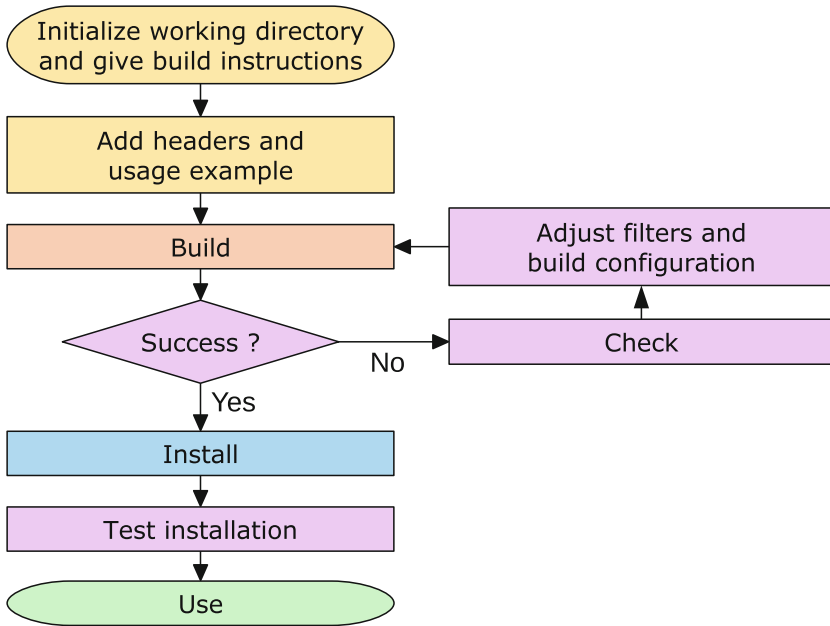 Initialize working directory
and give build instructions
Add headers and
usage example
Build
Adjust filters and
build configuration
Success ?
No
Check
Yes
Install
Test installation
Use